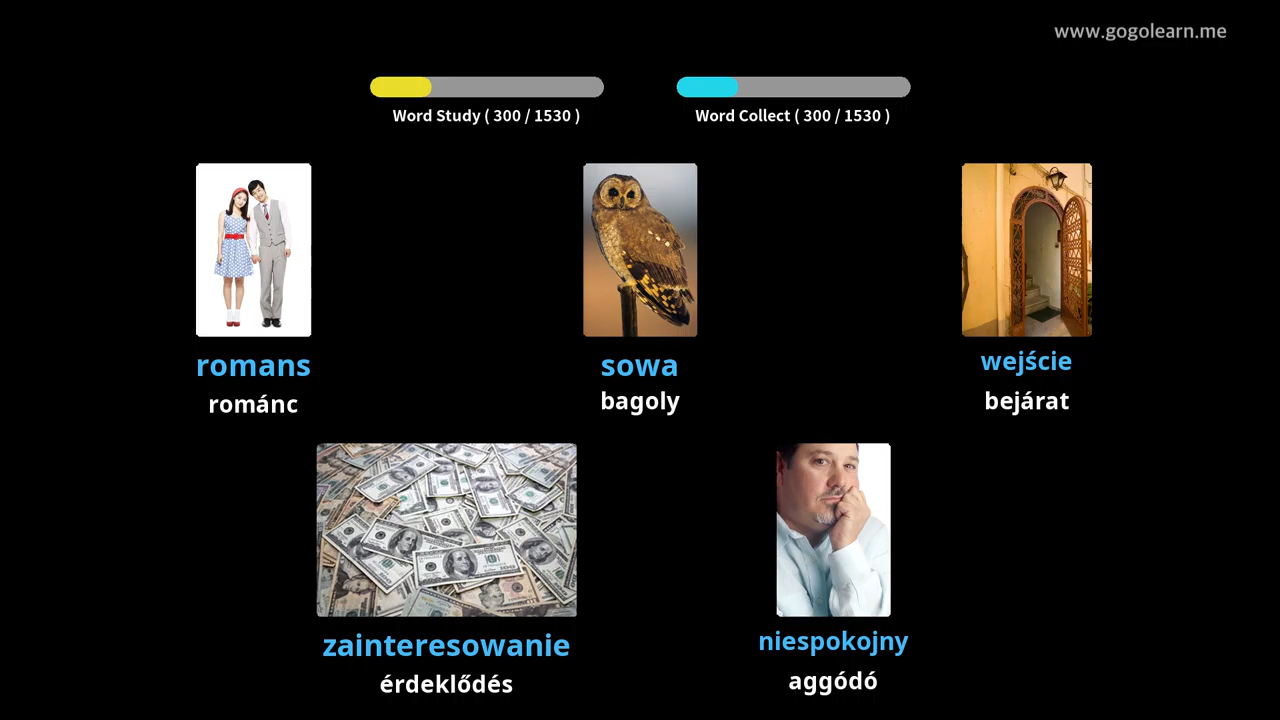 www.gogolearn.me
Word Study ( 300 / 1530 )
Word Collect ( 300 / 1530 )
romans
sowa
wejście
románc
bagoly
bejárat
zainteresowanie
niespokojny
érdeklődés
aggódó